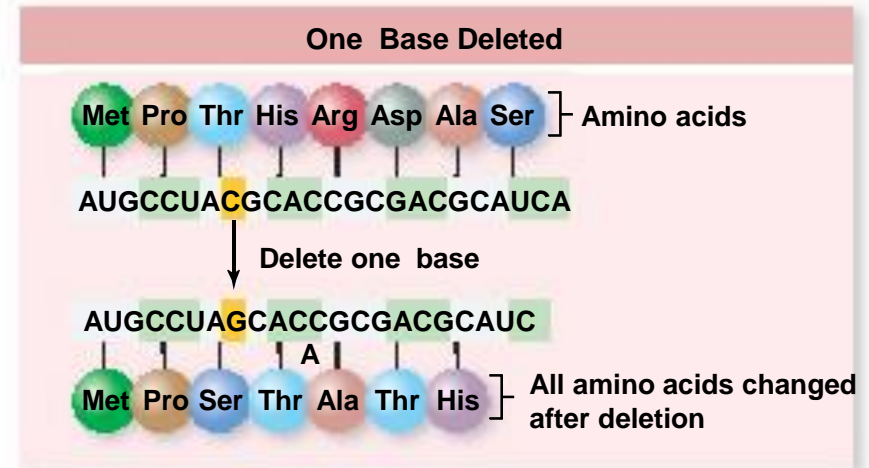 One Base Deleted
Met Pro Thr His Arg Asp Ala Ser Amino acids
AUGCCUACGCACCGCGACGCAUCA
Delete one base
AUGCCUAGCACCGCGACGCAUC
A
Met Pro Ser Thr Ala Thr His All amino acids changed
after deletion